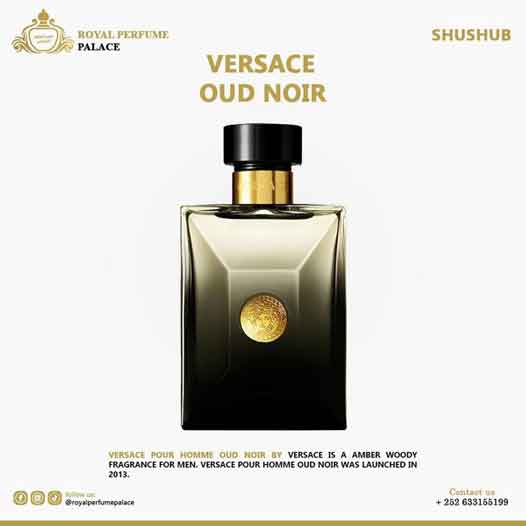 ROYAL PERFUME
PALACE
SHUSHUB
VERSACE
OUD NOIR
VERSACE POUR HOMME OUD NOIR BY VERSACE IS A AMBER WOODY
FRAGRANCE FOR MEN. VERSACE POUR HOMME OUD NOIR WAS LAUNCHED IN
2013.
follow us:
@royalperfumepalace
Contact us
+ 252 633155199